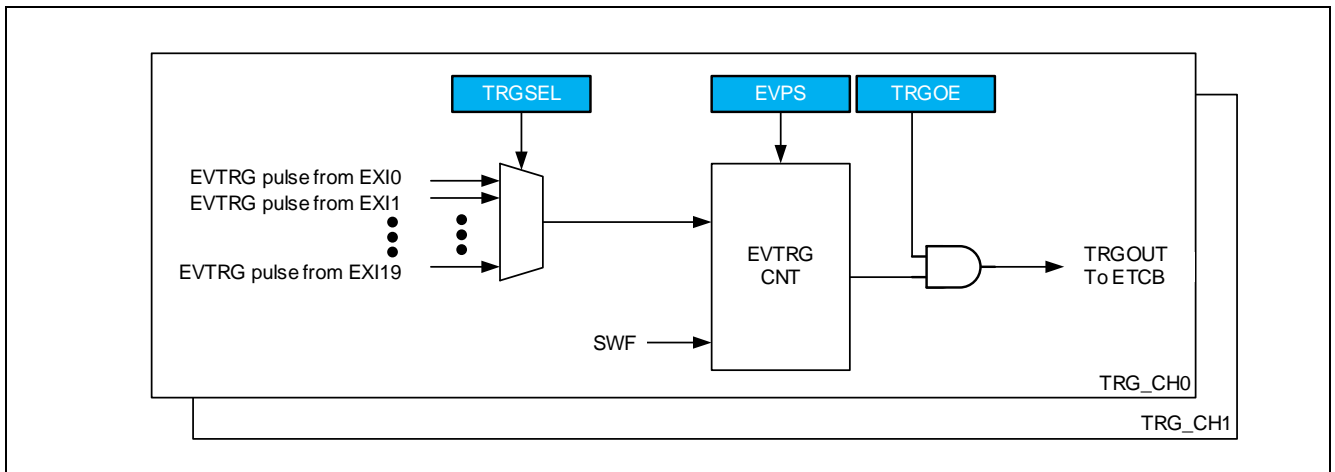 TRGSEL
EVPS
TRGOE
EVTRG pulse from EXI0
EVTRG pulse from EXI1
EVTRG pulse from EXI19
EVTRG
CNT
SWF
TRGOUT
To ETCB
TRG_CH0
TRG_CH1